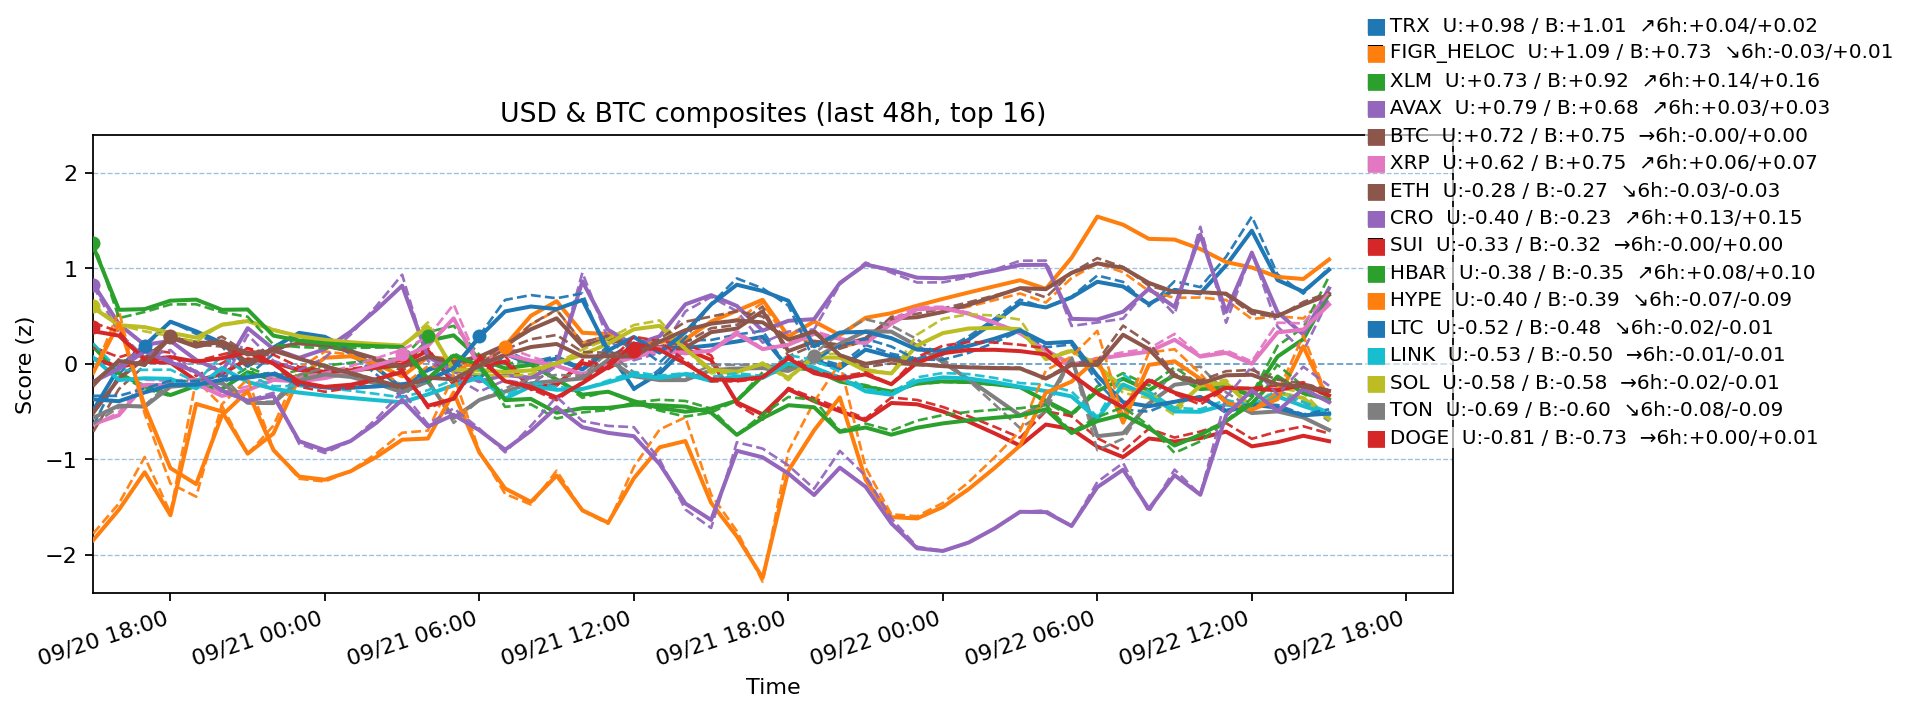 TRX U:+0.98 / B:+1.01 ↗6h:+0.04/+0.02
FIGR_HELOC U:+1.09 / B:+0.73 ↘6h:-0.03/+0.01
XLM U:+0.73 / B:+0.92 ↗6h:+0.14/+0.16
AVAX U:+0.79 / B:+0.68 ↗6h:+0.03/+0.03
BTC U:+0.72 / B:+0.75 →6h:-0.00/+0.00
XRP U:+0.62 / B:+0.75 ↗6h:+0.06/+0.07
ETH U:-0.28 / B:-0.27 ↘6h:-0.03/-0.03
CRO U:-0.40 / B:-0.23 ↗6h:+0.13/+0.15
SUI U:-0.33 / B:-0.32 →6h:-0.00/+0.00
HBAR U:-0.38 / B:-0.35 ↗6h:+0.08/+0.10
HYPE U:-0.40 / B:-0.39 ↘6h:-0.07/-0.09
LTC U:-0.52 / B:-0.48 ↘6h:-0.02/-0.01
LINK U:-0.53 / B:-0.50 →6h:-0.01/-0.01
SOL U:-0.58 / B:-0.58 →6h:-0.02/-0.01
TON U:-0.69 / B:-0.60 ↘6h:-0.08/-0.09
DOGE U:-0.81 / B:-0.73 →6h:+0.00/+0.01
USD & BTC composites (last 48h, top 16)
Score (z)
2
1
0
−1
−2
09/20 18:00
09/21 00:00
09/21 06:00
09/21 12:00
09/21 18:00
09/22 00:00
09/22 06:00
09/22 12:00
09/22 18:00
Time